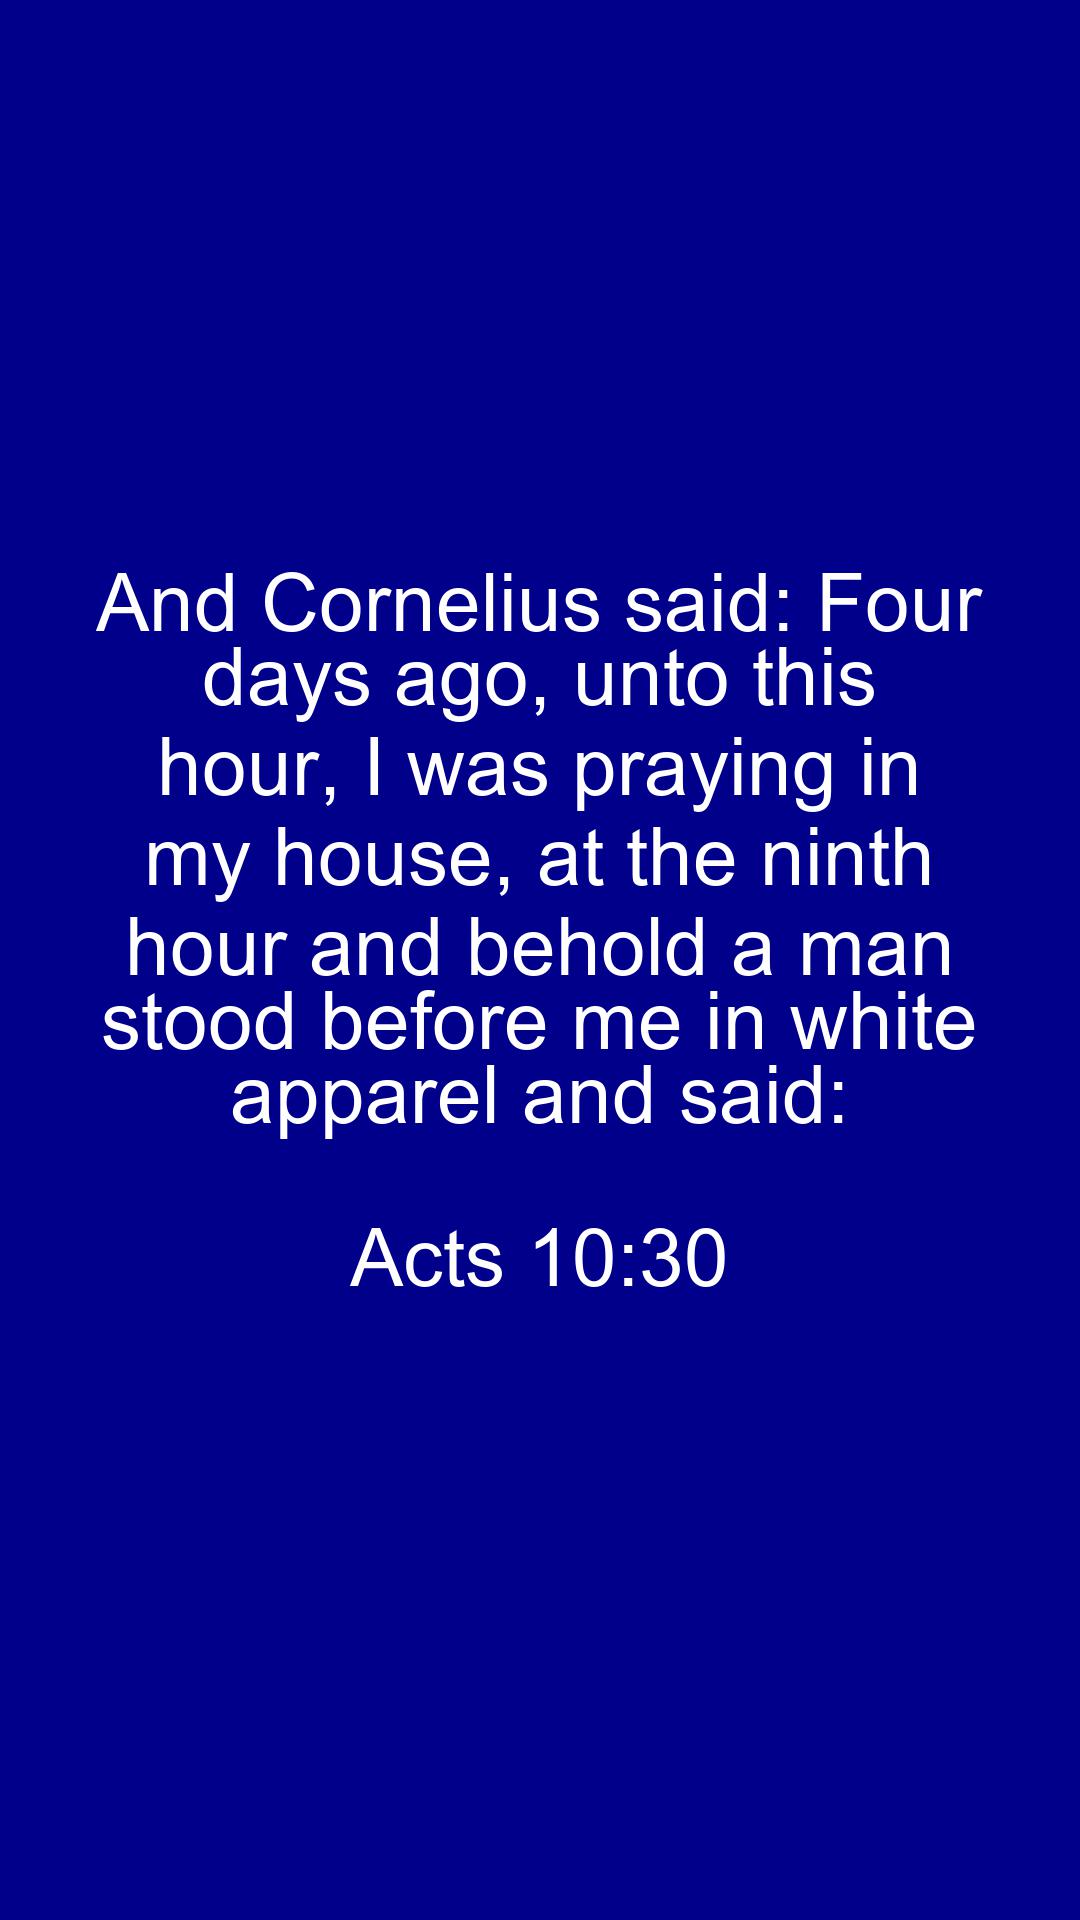 And Cornelius said: Four
days ago, unto this
hour, I was praying in
my house, at the ninth
hour and behold a man
stood before me in white
apparel and said:
Acts 10:30